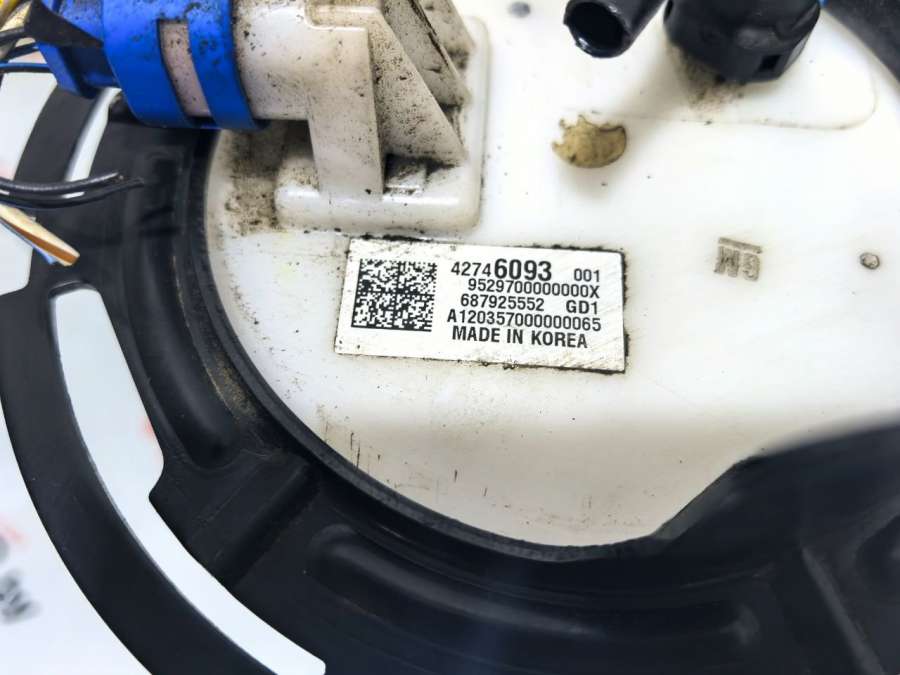 42746093 001
9529700000000X
687925552 GD1
A120357000000065
MADE IN KOREA
GM